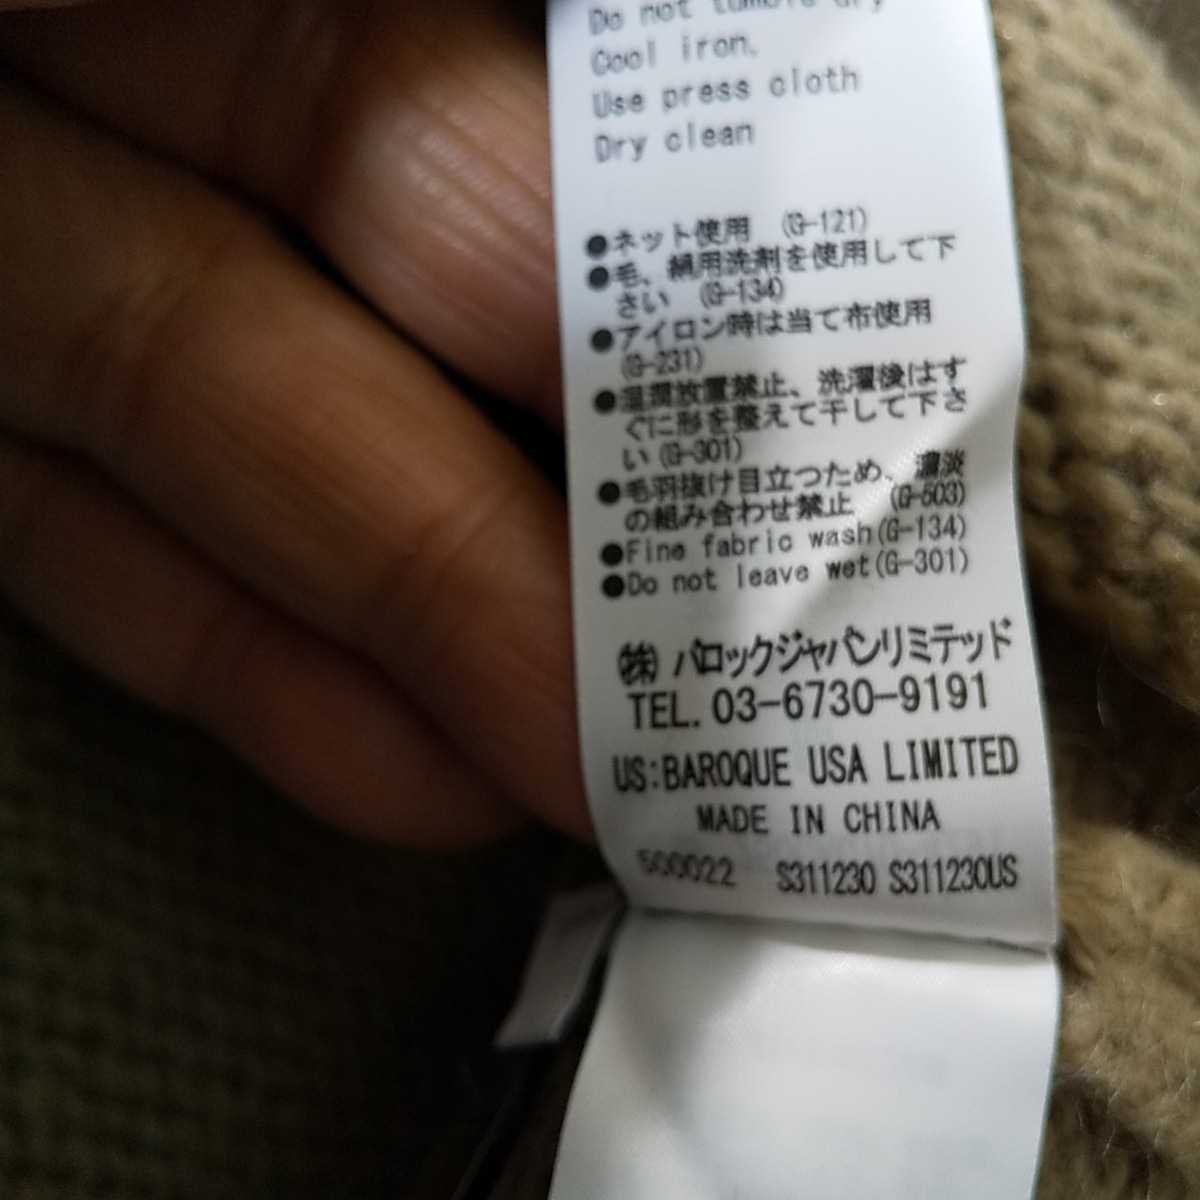 Do not tumble dry
Cool iron.
Use press cloth
Dry clean
●ネット使用 (G-121)
●毛、絹用洗剤を使用して下
さい (G-134)
●アイロン時は当て布使用
(G-231)
●湿潤放置禁止、洗濯後はす
ぐに形を整えて干して下さ
い(G-301)
●毛羽抜け目立つため、濃淡
の組み合わせ禁止 (G-503)
●Fine fabric wash(G-134)
●Do not leave wet(G-301)
㈱ バロックジャパンリミテッド
TEL. 03-6730-9191
US:BAROQUE USA LIMITED
MADE IN CHINA
500022 S311230 S311230US